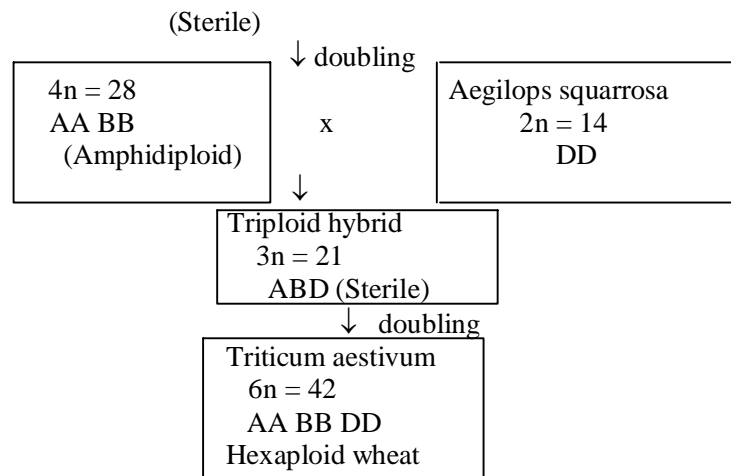 (Sterile)
↓ doubling
4n = 28
AA BB
(Amphidiploid)
x
Aegilops squarrosa
2n = 14
DD
↓
Triploid hybrid
3n = 21
ABD (Sterile)
↓ doubling
Triticum aestivum
6n = 42
AA BB DD
Hexaploid wheat